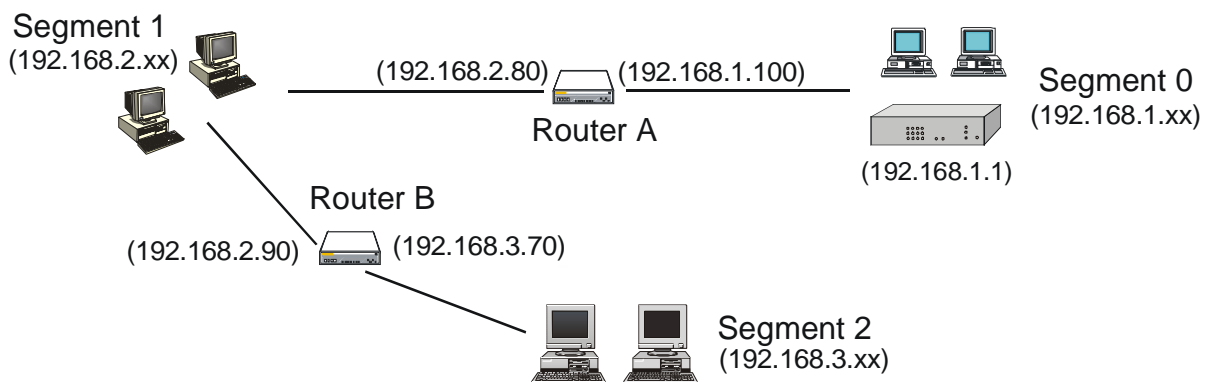 Segment 1
(192.168.2.xx)
(192.168.2.80)
(192.168.1.100)
Router A
Segment 0
(192.168.1.xx)
(192.168.1.1)
Router B
(192.168.2.90)
(192.168.3.70)
Segment 2
(192.168.3.xx)